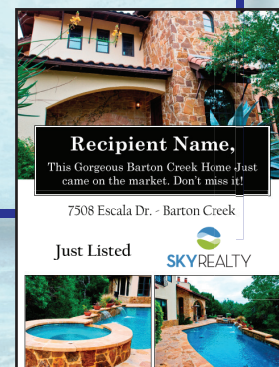 Recipient Name,
This Gorgeous Barton Creek Home Just
came on the market. Don't miss it!
7508 Escala Dr. - Barton Creek
Just Listed
SKYREALTY